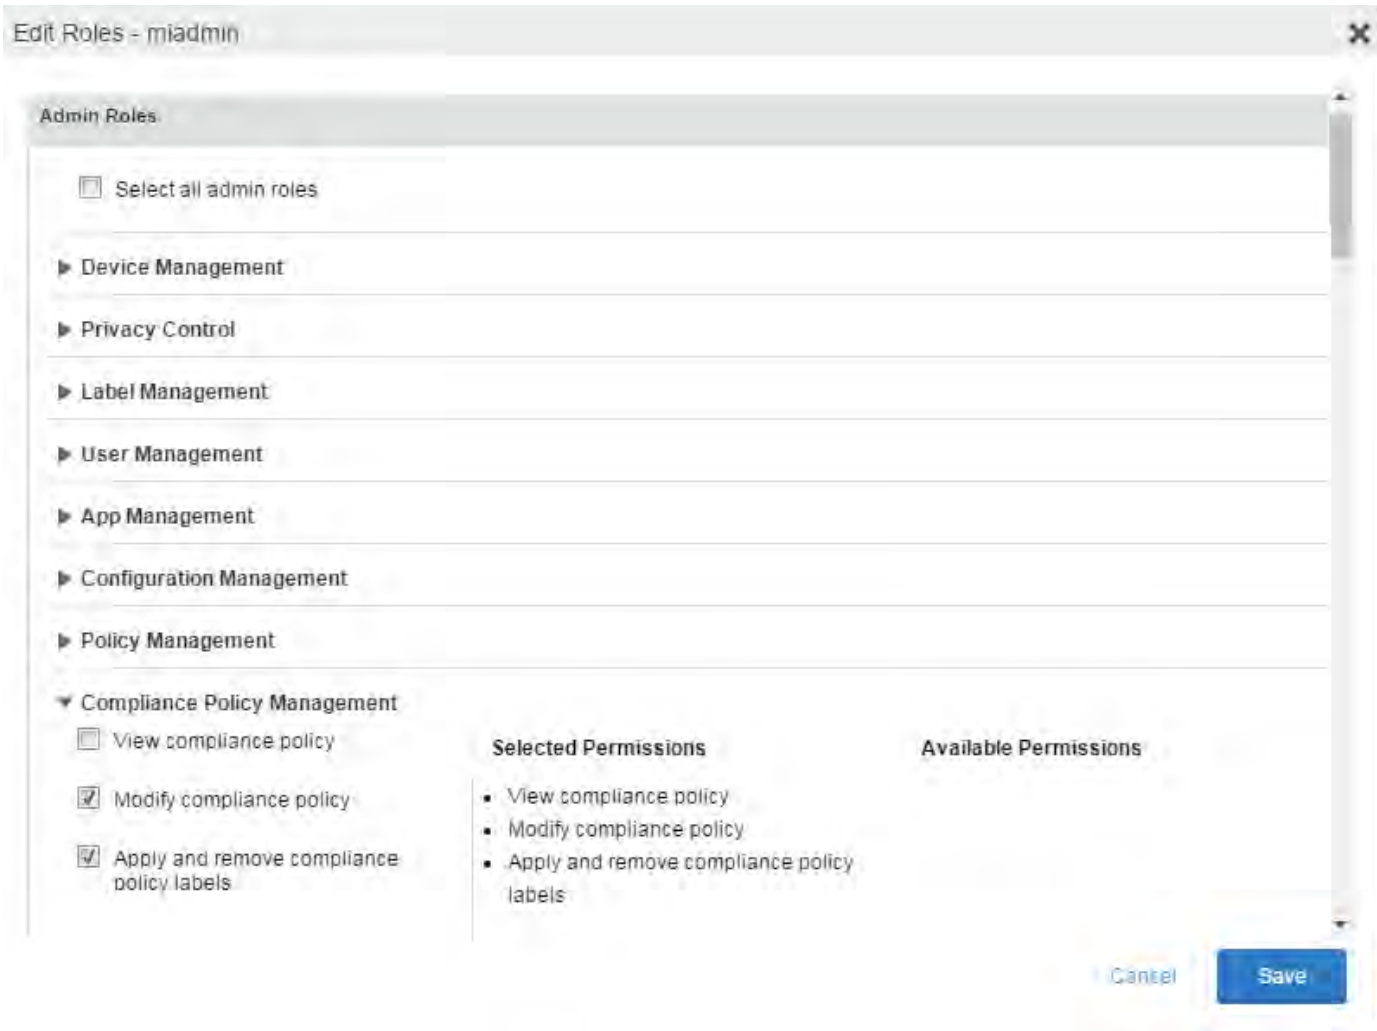 Edit Roles - miadmin
Admin Roles
Select all admin roles
Device Management
Privacy Control
Label Management
User Management
App Management
Configuration Management
Policy Management
Compliance Policy Management
View compliance policy
Modify compliance policy
Apply and remove compliance
policy labels
Selected Permissions
View compliance policy
Modify compliance policy
Apply and remove compliance policy
labels
Available Permissions
Cancel
Save